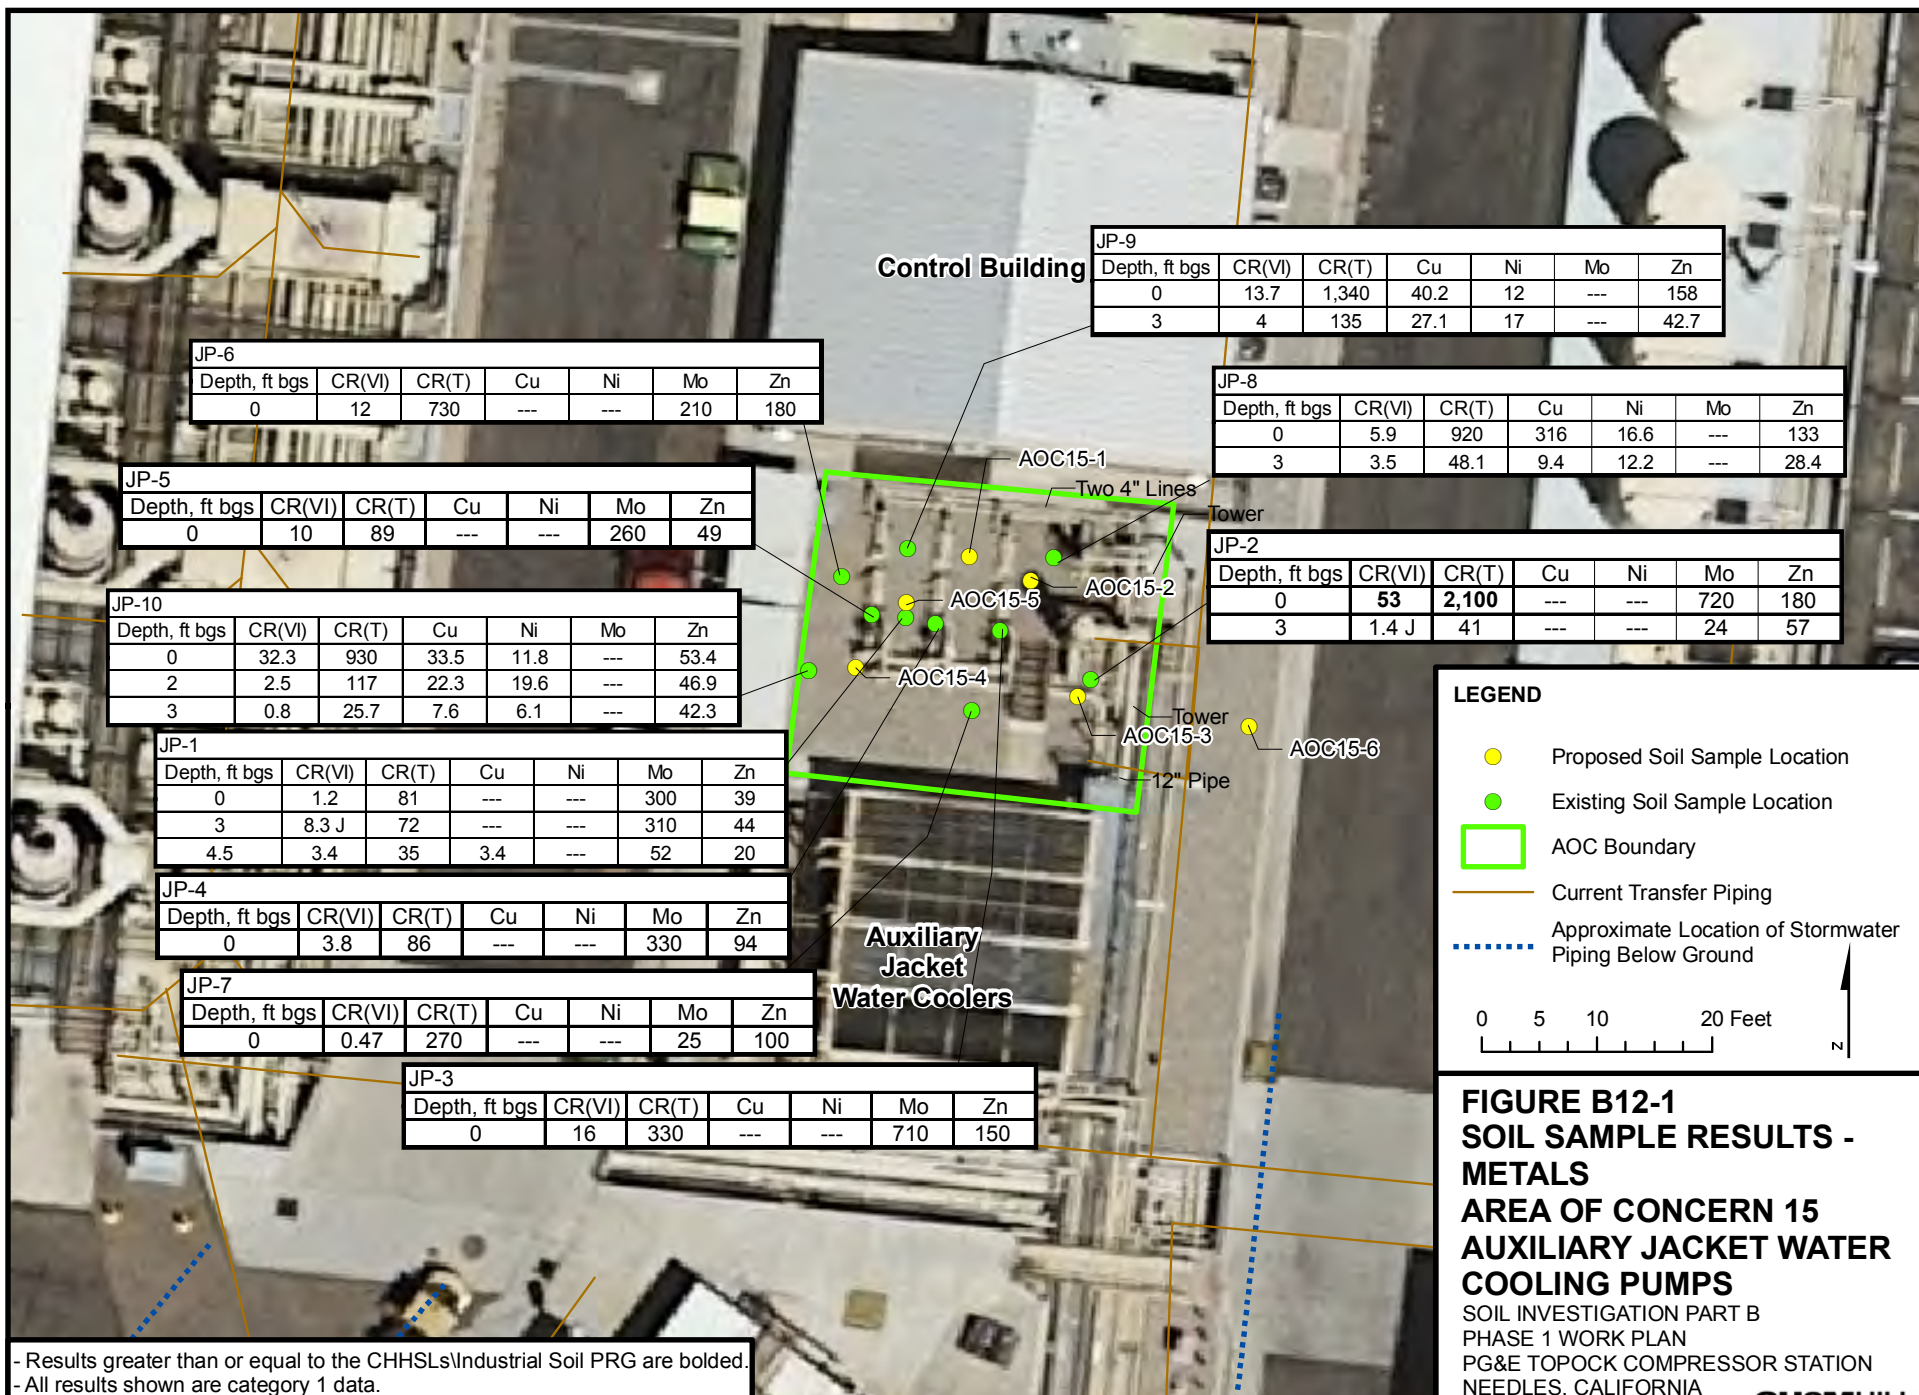 Control Building
JP-9
Depth, ft bgs CR(VI) CR(T) Cu Ni Mo Zn
0 13.7 1,340 40.2 12 --- 158
3 4 135 27.1 17 --- 42.7
JP-6
Depth, ft bgs CR(VI) CR(T) Cu Ni Mo Zn
0 12 730 --- --- 210 180
JP-8
Depth, ft bgs CR(VI) CR(T) Cu Ni Mo Zn
0 5.9 920 316 16.6 --- 133
3 3.5 48.1 9.4 12.2 --- 28.4
JP-5
Depth, ft bgs CR(VI) CR(T) Cu Ni Mo Zn
0 10 89 --- --- 260 49
AOC15-1
Two 4" Lines
Tower
JP-2
Depth, ft bgs CR(VI) CR(T) Cu Ni Mo Zn
0 53 2,100 --- --- 720 180
3 1.4 J 41 --- --- 24 57
AOC15-2
AOC15-5
JP-10
Depth, ft bgs CR(VI) CR(T) Cu Ni Mo Zn
0 32.3 930 33.5 11.8 --- 53.4
2 2.5 117 22.3 19.6 --- 46.9
3 0.8 25.7 7.6 6.1 --- 42.3
AOC15-4
Tower
AOC15-3
AOC15-6
12" Pipe
JP-1
Depth, ft bgs CR(VI) CR(T) Cu Ni Mo Zn
0 1.2 81 --- --- 300 39
3 8.3 J 72 --- --- 310 44
4.5 3.4 35 3.4 --- 52 20
JP-4
Depth, ft bgs CR(VI) CR(T) Cu Ni Mo Zn
0 3.8 86 --- --- 330 94
Auxiliary
Jacket
Water Coolers
JP-7
Depth, ft bgs CR(VI) CR(T) Cu Ni Mo Zn
0 0.47 270 --- --- 25 100
JP-3
Depth, ft bgs CR(VI) CR(T) Cu Ni Mo Zn
0 16 330 --- --- 710 150
LEGEND
Proposed Soil Sample Location
Existing Soil Sample Location
AOC Boundary
Current Transfer Piping
Approximate Location of Stormwater
Piping Below Ground
0 5 10 20 Feet
Z
FIGURE B12-1
SOIL SAMPLE RESULTS -
METALS
AREA OF CONCERN 15
AUXILIARY JACKET WATER
COOLING PUMPS
SOIL INVESTIGATION PART B
PHASE 1 WORK PLAN
PG&E TOPOCK COMPRESSOR STATION
NEEDLES, CALIFORNIA
- Results greater than or equal to the CHHSLs\Industrial Soil PRG are bolded.
- All results shown are category 1 data.